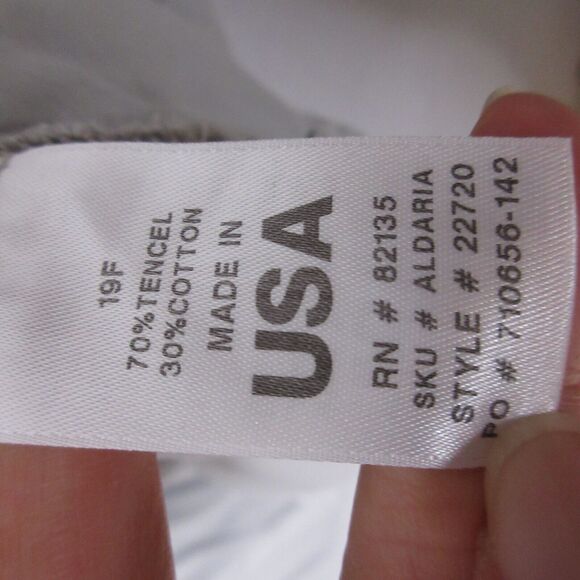 19F
70%TENCEL
30%COTTON
MADE IN
USA
RN # 82135
SKU # ALDARIA
STYLE # 22720
PO # 710656-142